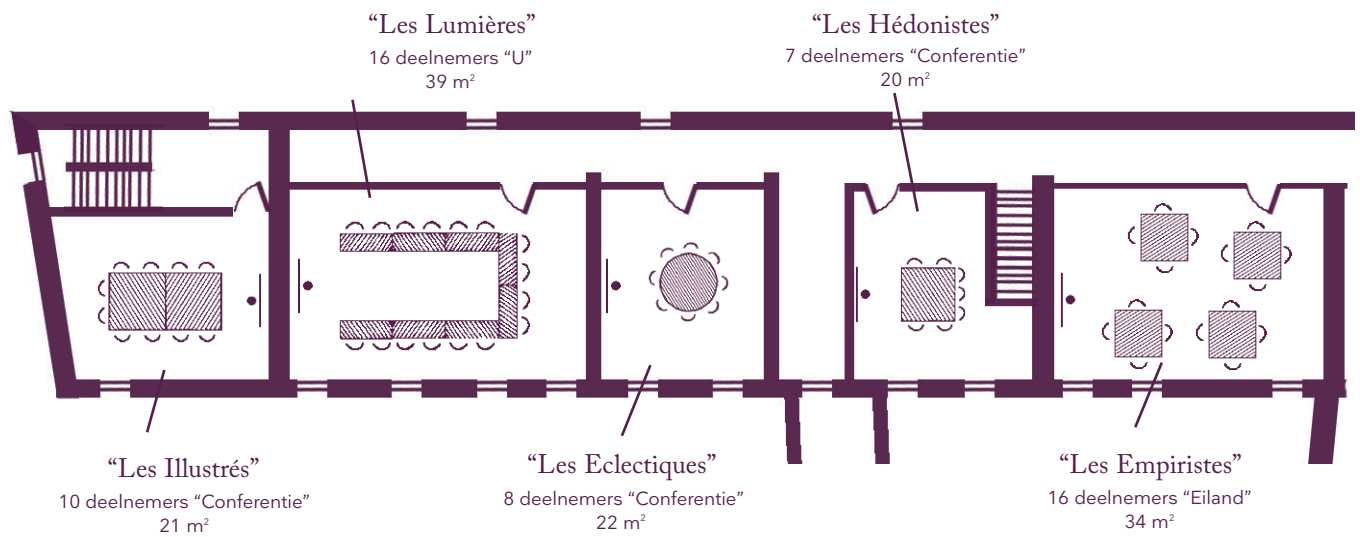 “Les Lumières”
16 deelnemers “U”
39 m²
“Les Hédonistes”
7 deelnemers “Conferentie”
20 m²
“Les Illustrés”
10 deelnemers “Conferentie”
21 m²
“Les Eclectiques”
8 deelnemers “Conferentie”
22 m²
“Les Empiristes”
16 deelnemers “Eiland”
34 m²